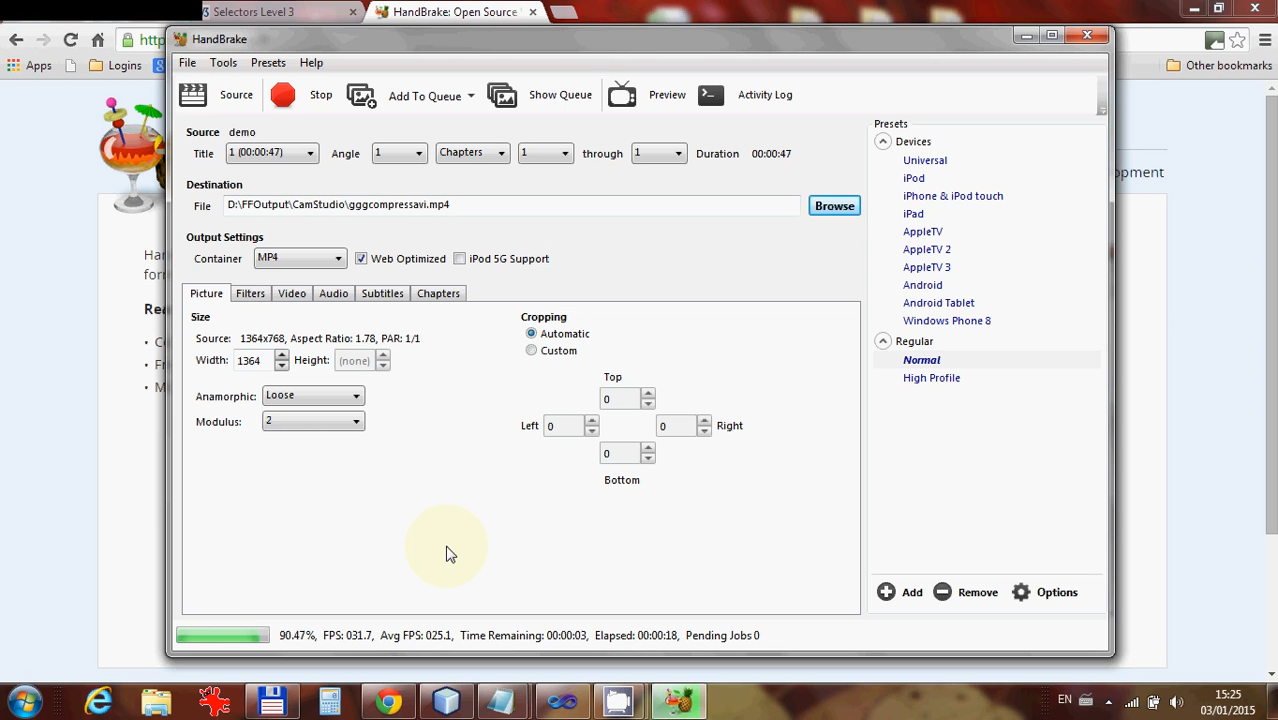 Selectors Level 3
HandBrake: Open Source
http
Apps
Logins
Other bookmarks
HandBrake
File Tools Presets Help
Source Stop Add To Queue Show Queue Preview Activity Log
Source demo
Title 1 (00:00:47) Angle 1 Chapters 1 through 1 Duration 00:00:47
Destination
File D:\FFOutput\CamStudio\gggcompressavi.mp4 Browse
Output Settings
Container MP4 Web Optimized iPod 5G Support
Picture Filters Video Audio Subtitles Chapters
Size
Source: 1364x768, Aspect Ratio: 1.78, PAR: 1/1
Width: 1364 Height: (none)
Anamorphic: Loose
Modulus: 2
Cropping
Automatic
Custom
Top
0
Left 0 0 Right
0
Bottom
Presets
Devices
Universal
iPod
iPhone & iPod touch
iPad
AppleTV
AppleTV 2
AppleTV 3
Android
Android Tablet
Windows Phone 8
Regular
Normal
High Profile
Add Remove Options
90.47%, FPS: 031.7, Avg FPS: 025.1, Time Remaining: 00:00:03, Elapsed: 00:00:18, Pending Jobs 0
EN
15:25
03/01/2015